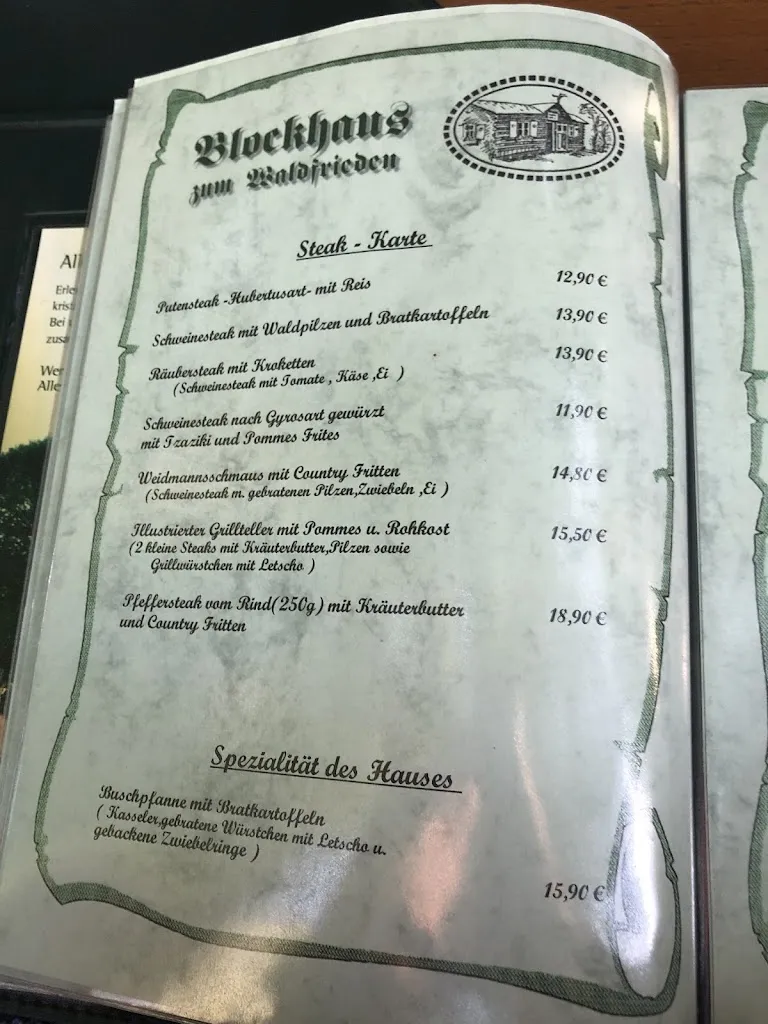 Blockhaus
zum Waldfrieden
Steak - Karte
Putensteak -Hubertusart- mit Reis 12,90 €
Schweinesteak mit Waldpilzen und Bratkartoffeln 13,90 €
Räubersteak mit Kroketten 13,90 €
(Schweinesteak mit Tomate , Käse ,Ei )
Schweinesteak nach Gyrosart gewürzt 11,90 €
mit Tzaziki und Pommes Frites
Weidmannsschmaus mit Country Fritten 14,80 €
(Schweinesteak m. gebratenen Pilzen,Zwiebeln ,Ei )
Illustrierter Grillteller mit Pommes u. Rohkost 15,50 €
(2 kleine Steaks mit Kräuterbutter,Pilzen sowie
Grillwürstchen mit Letscho )
Pfeffersteak vom Rind(250g) mit Kräuterbutter 18,90 €
und Country Fritten
Spezialität des Hauses
Buschpfanne mit Bratkartoffeln
( Kasseler,gebratene Würstchen mit Letscho u.
gebackene Zwiebelringe )
15,90 €
All
Bei
Alle